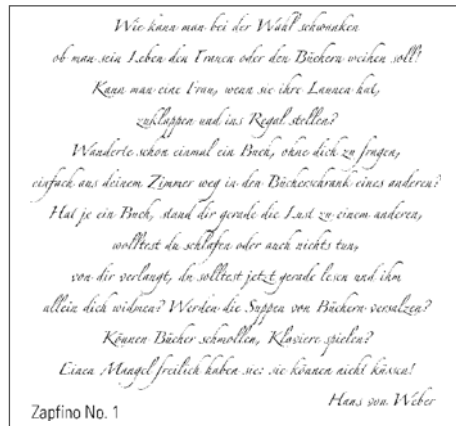 Wie kann man bei der Wahl schwanken
ob man sein Leben den Frauen oder den Büchern weihen soll!
Kann man eine Frau, wenn sie ihre Launen hat,
zuklappen und ins Regal stellen?
Wanderte schon einmal ein Buch, ohne dich zu fragen,
einfach aus deinem Zimmer weg in den Bücherschrank eines anderen?
Hat je ein Buch, stand dir gerade die Lust zu einem anderen,
wolltest du schlafen oder auch nichts tun,
von dir verlangt, du solltest jetzt gerade lesen und ihm
allein dich widmen? Werden die Suppen von Büchern versalzen?
Können Bücher schmollen, Klaviere spielen?
Einen Mangel freilich haben sie: sie können nicht küssen!
Hans von Weber
Zapfino No. 1